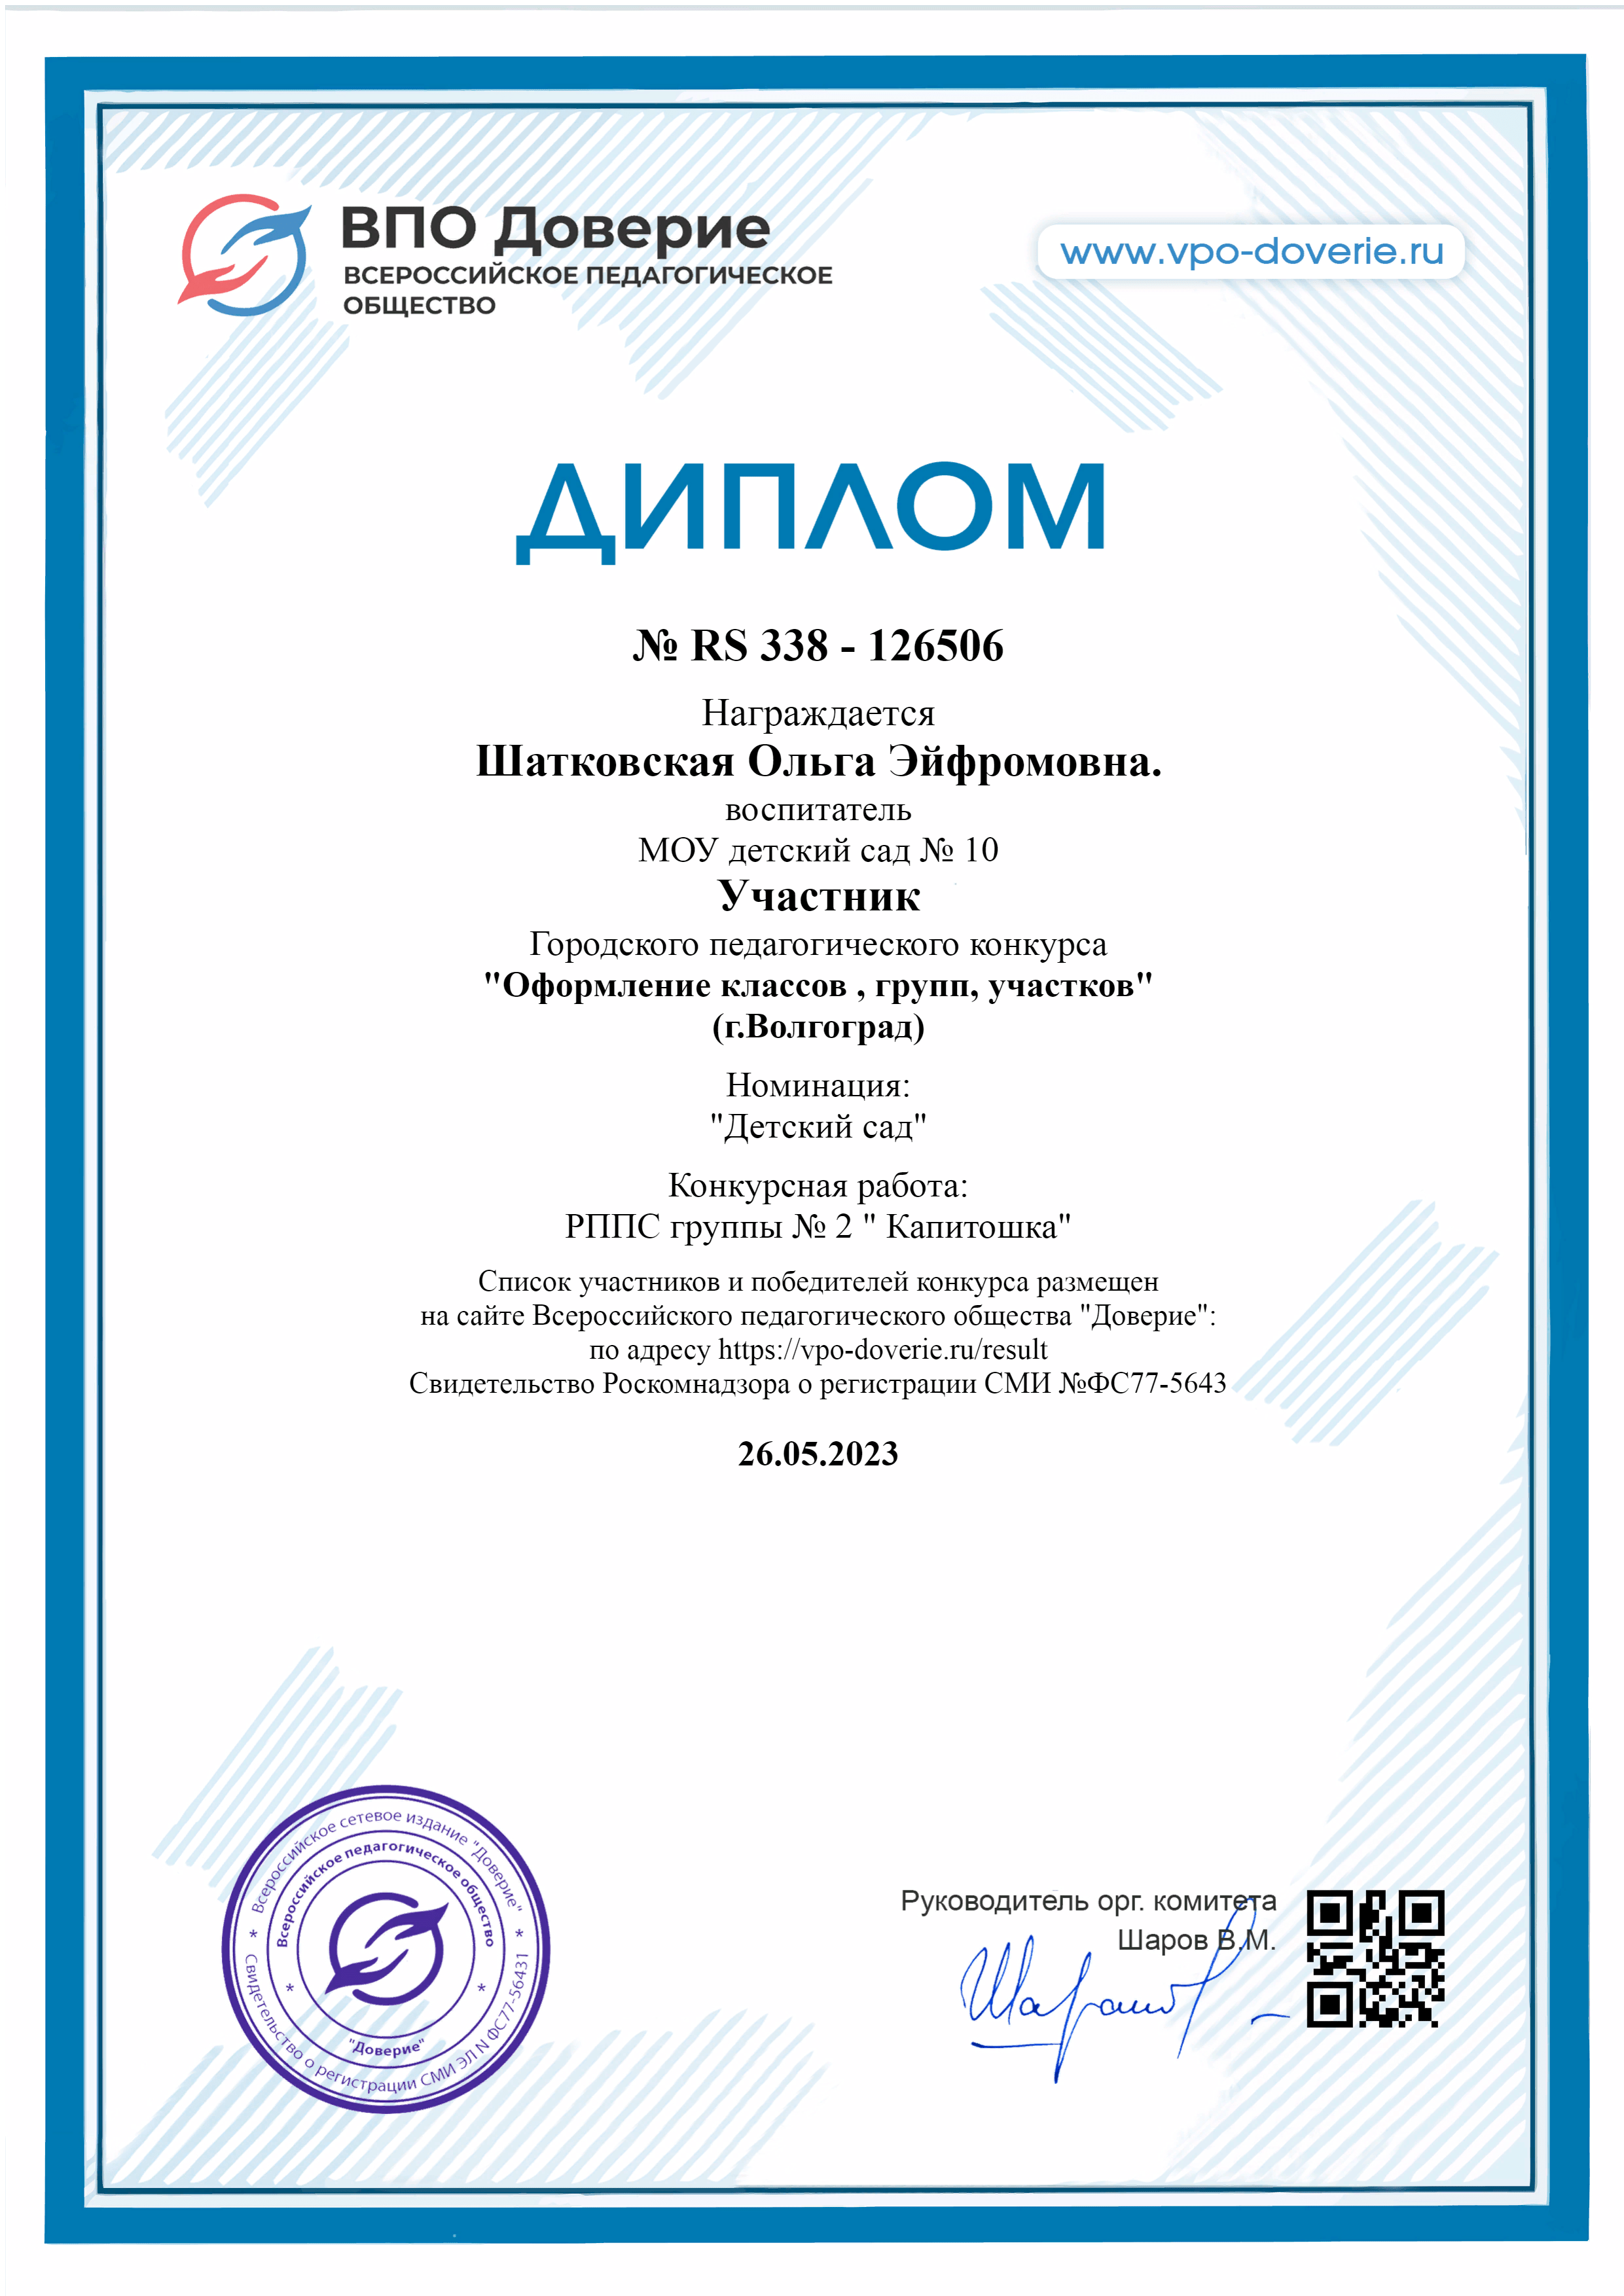 ВПО Доверие
ВСЕРОССИЙСКОЕ ПЕДАГОГИЧЕСКОЕ
ОБЩЕСТВО
www.vpo-doverie.ru
ДИПЛОМ
№ RS 338 - 126506
Награждается
Шатковская Ольга Эйфромовна.
воспитатель
МОУ детский сад № 10
Участник
Городского педагогического конкурса
"Оформление классов , групп, участков"
(г.Волгоград)
Номинация:
"Детский сад"
Конкурсная работа:
РППС группы № 2 " Капитошка"
Список участников и победителей конкурса размещен
на сайте Всероссийского педагогического общества "Доверие":
по адресу https://vpo-doverie.ru/result
Свидетельство Роскомнадзора о регистрации СМИ №ФС77-5643
26.05.2023
Всероссийское сетевое издание "Доверие"
* Свидетельство о регистрации СМИ ЭЛ N ФС77-56431 *
Всероссийское педагогическое общество
* "Доверие" *
Руководитель орг. комитета
Шаров В.М.